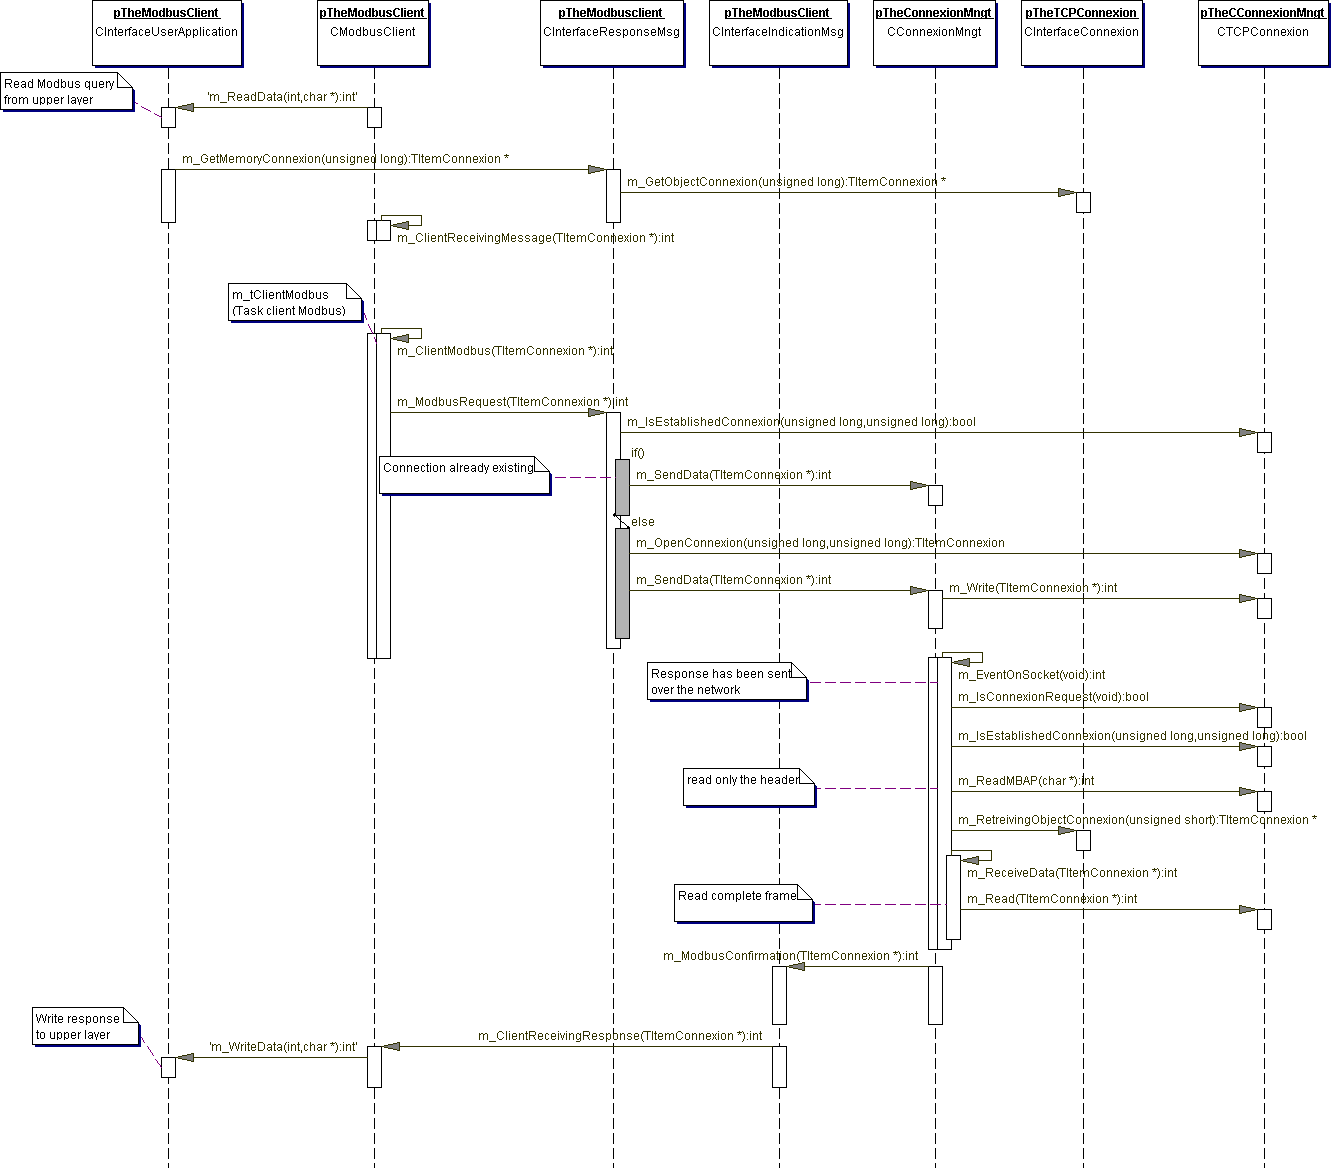 pTheModbusClient
CInterfaceUserApplication
pTheModbusClient
CModbusClient
pTheModbusclient
CInterfaceResponseMsg
pTheModbusClient
CInterfaceIndicationMsg
pTheConnexionMngt
CConnexionMngt
pTheTCPConnexion
CInterfaceConnexion
pTheCConnexionMngt
CTCPConnexion
Read Modbus query
from upper layer
'm_ReadData(int,char *):int'
m_GetMemoryConnexion(unsigned long):TItemConnexion *
m_GetObjectConnexion(unsigned long):TItemConnexion *
m_ClientReceivingMessage(TItemConnexion *):int
m_tClientModbus
(Task client Modbus)
m_ClientModbus(TItemConnexion *):int
m_ModbusRequest(TItemConnexion *):int
m_IsEstablishedConnexion(unsigned long,unsigned long):bool
if()
Connection already existing
m_SendData(TItemConnexion *):int
else
m_OpenConnexion(unsigned long,unsigned long):TItemConnexion
m_SendData(TItemConnexion *):int
m_Write(TItemConnexion *):int
Response has been sent
over the network
m_EventOnSocket(void):int
m_IsConnexionRequest(void):bool
m_IsEstablishedConnexion(unsigned long,unsigned long):bool
read only the header
m_ReadMBAP(char *):int
m_RetreivingObjectConnexion(unsigned short):TItemConnexion *
m_ReceiveData(TItemConnexion *):int
Read complete frame
m_Read(TItemConnexion *):int
m_ModbusConfirmation(TItemConnexion *):int
Write response
to upper layer
m_ClientReceivingResponse(TItemConnexion *):int
'm_WriteData(int,char *):int'